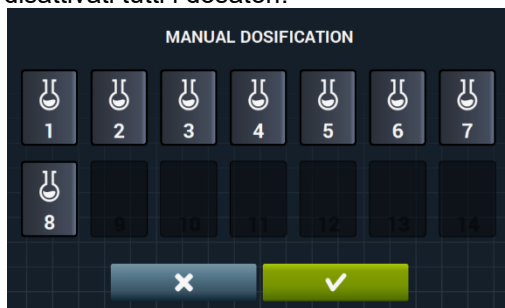 disattivati tutti i dosatori.
MANUAL DOSIFICATION
1 2 3 4 5 6 7
8 9 10 11 12 13 14